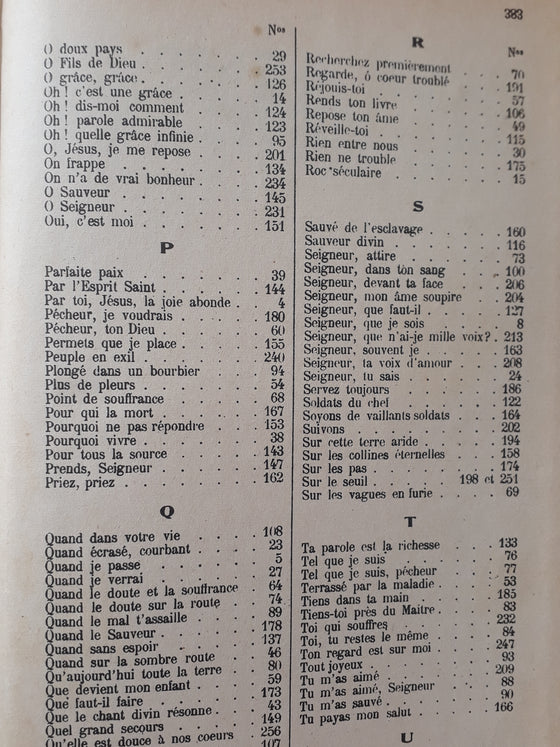 383
Nos
O doux pays . . . . . . 29
O Fils de Dieu . . . . . 253
O grâce, grâce . . . . . 126
Oh ! c'est une grâce . . . . 14
Oh ! dis-moi comment . . . . 124
Oh ! parole admirable . . . . 123
Oh ! quelle grâce infinie . . . 95
O, Jésus, je me repose . . . . 201
On frappe . . . . . . 134
On n'a de vrai bonheur . . . . 234
O Sauveur . . . . . . 145
O Seigneur . . . . . . 231
Oui, c'est moi . . . . . 151
P
Parfaite paix . . . . . 39
Par l'Esprit Saint . . . . . 144
Par toi, Jésus, la joie abonde . . 4
Pécheur, je voudrais . . . . 180
Pécheur, ton Dieu . . . . . 60
Permets que je place . . . . 155
Peuple en exil . . . . . 240
Plongé dans un bourbier . . . 94
Plus de pleurs . . . . . 54
Point de souffrance . . . . 68
Pour qui la mort . . . . . 167
Pourquoi ne pas répondre . . . 153
Pourquoi vivre . . . . . 38
Pour tous la source . . . . 143
Prends, Seigneur . . . . . 147
Priez, priez . . . . . . 162
Q
Quand dans votre vie . . . . 108
Quand écrasé, courbant . . . . 23
Quand je passe . . . . . 5
Quand je verrai . . . . . 27
Quand le doute et la souffrance . 64
Quand le doute sur la route . . 74
Quand le mal t'assaille . . . 89
Quand le Sauveur . . . . . 178
Quand sans espoir . . . . . 137
Quand sur la sombre route . . . 46
Qu'aujourd'hui toute la terre . . 80
Que devient mon enfant . . . . 59
Que faut-il faire . . . . . 173
Que le chant divin résonne . . . 43
Quel grand secours . . . . . 149
Qu'elle est douce à nos coeurs . . 256
107
R
Nos
Recherchez premièrement . . . 70
Regarde, ô coeur troublé . . . 191
Réjouis-toi . . . . . . 57
Rends ton livre . . . . . 106
Repose ton âme . . . . . 49
Réveille-toi . . . . . . 115
Rien entre nous . . . . . 30
Rien ne trouble . . . . . 175
Roc séculaire . . . . . 15
S
Sauvé de l'esclavage . . . . 160
Sauveur divin . . . . . 116
Seigneur, attire . . . . . 73
Seigneur, dans ton sang . . . 100
Seigneur, devant ta face . . . 206
Seigneur, mon âme soupire . . 204
Seigneur, que faut-il . . . . 127
Seigneur, que je sois . . . . 8
Seigneur, que n'ai-je mille voix? . 213
Seigneur, souvent je . . . . 163
Seigneur, ta voix d'amour . . . 208
Seigneur, tu sais . . . . . 24
Servez toujours . . . . . 186
Soldats du chef . . . . . 122
Soyons de vaillants soldats . . 164
Suivons . . . . . . 202
Sur cette terre aride . . . . 194
Sur les collines éternelles . . . 158
Sur les pas . . . . . . 174
Sur le seuil . . . . 198 et 251
Sur les vagues en furie . . . 69
T
Ta parole est la richesse . . . 133
Tel que je suis . . . . . 76
Tel que je suis, pécheur . . . 77
Terrassé par la maladie . . . 53
Tiens dans ta main . . . . 185
Tiens-toi près du Maître . . . 83
Toi qui souffres . . . . . 232
Toi, tu restes le même . . . 84
Ton regard est sur moi . . . 247
Tout joyeux . . . . . . 93
Tu m'as aimé . . . . . 209
Tu m'as aimé, Seigneur . . . 88
Tu m'as sauvé . . . . . 90
Tu payas mon salut . . . . 166
U